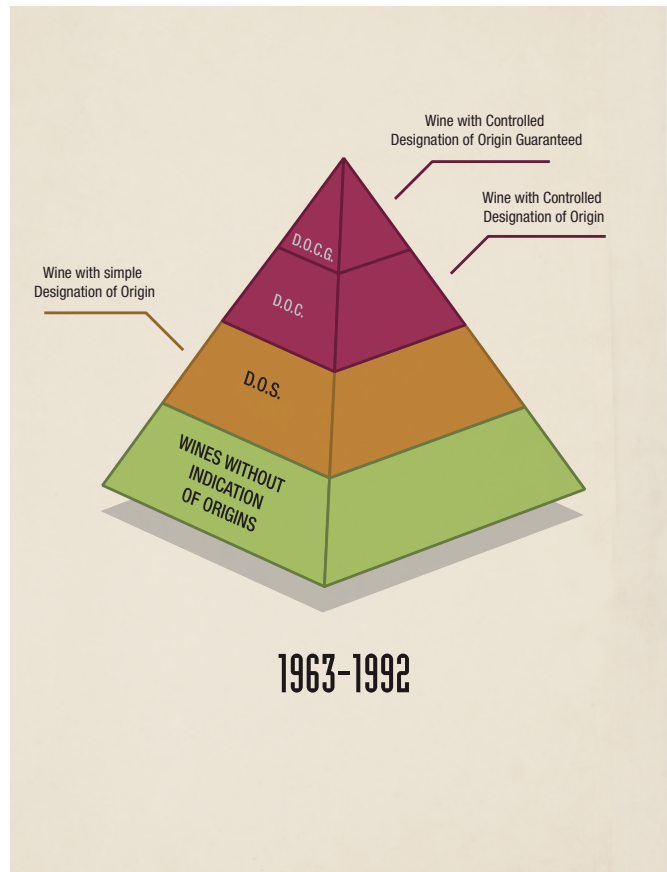 Wine with Controlled
Designation of Origin Guaranteed
Wine with Controlled
Designation of Origin
Wine with simple
Designation of Origin
D.O.C.G.
D.O.C.
D.O.S.
WINES WITHOUT
INDICATION
OF ORIGINS
1963–1992